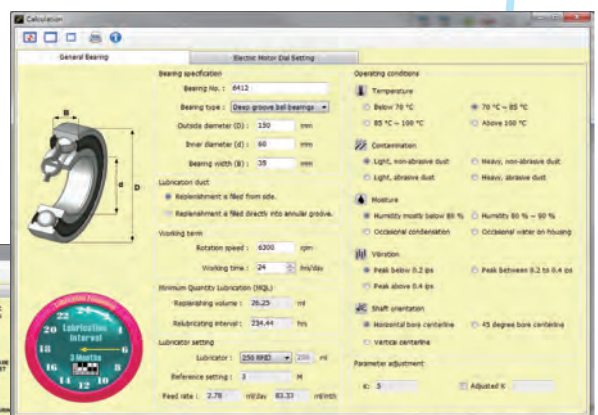 Calculation
General Bearing
Electric Motor Dial Setting
Bearing specification
Bearing No. : 6412
Bearing type : Deep groove ball bearings
Outside diameter (D) : 150 mm
Inner diameter (d) : 60 mm
Bearing width (B) : 35 mm
Lubrication duct
Replenishment is filled from side.
Replenishment is filled directly into annular groove.
Working term
Rotation speed : 6300 rpm
Working time : 24 hrs/day
Minimum Quantity Lubrication (MQL)
Replenishing volume : 26.25 ml
Relubricating interval : 234.44 hrs
Lubricator setting
Lubricator : 250 RFID 250 ml
Reference setting : 3 M
Feed rate : 2.78 ml/day 83.33 ml/mth
Operating conditions
Temperature
Below 70 °C
70 °C ~ 85 °C
85 °C ~ 100 °C
Above 100 °C
Contamination
Light, non-abrasive dust
Heavy, non-abrasive dust
Light, abrasive dust
Heavy, abrasive dust
Moisture
Humidity mostly below 80 %
Humidity 80 % ~ 90 %
Occasional condensation
Occasional water on housing
Vibration
Peak below 0.2 ips
Peak between 0.2 to 0.4 ips
Peak above 0.4 ips
Shaft orientation
Horizontal bore centerline
45 degree bore centerline
Vertical centerline
Parameter adjustment
K: .5
Adjusted K
B
d
D
Lubrication
22 24
20 4
Lubrication
Interval
18 6
3 Months
16
14 12 10